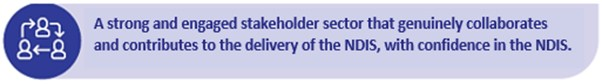 A strong and engaged stakeholder sector that genuinely collaborates
and contributes to the delivery of the NDIS, with confidence in the NDIS.